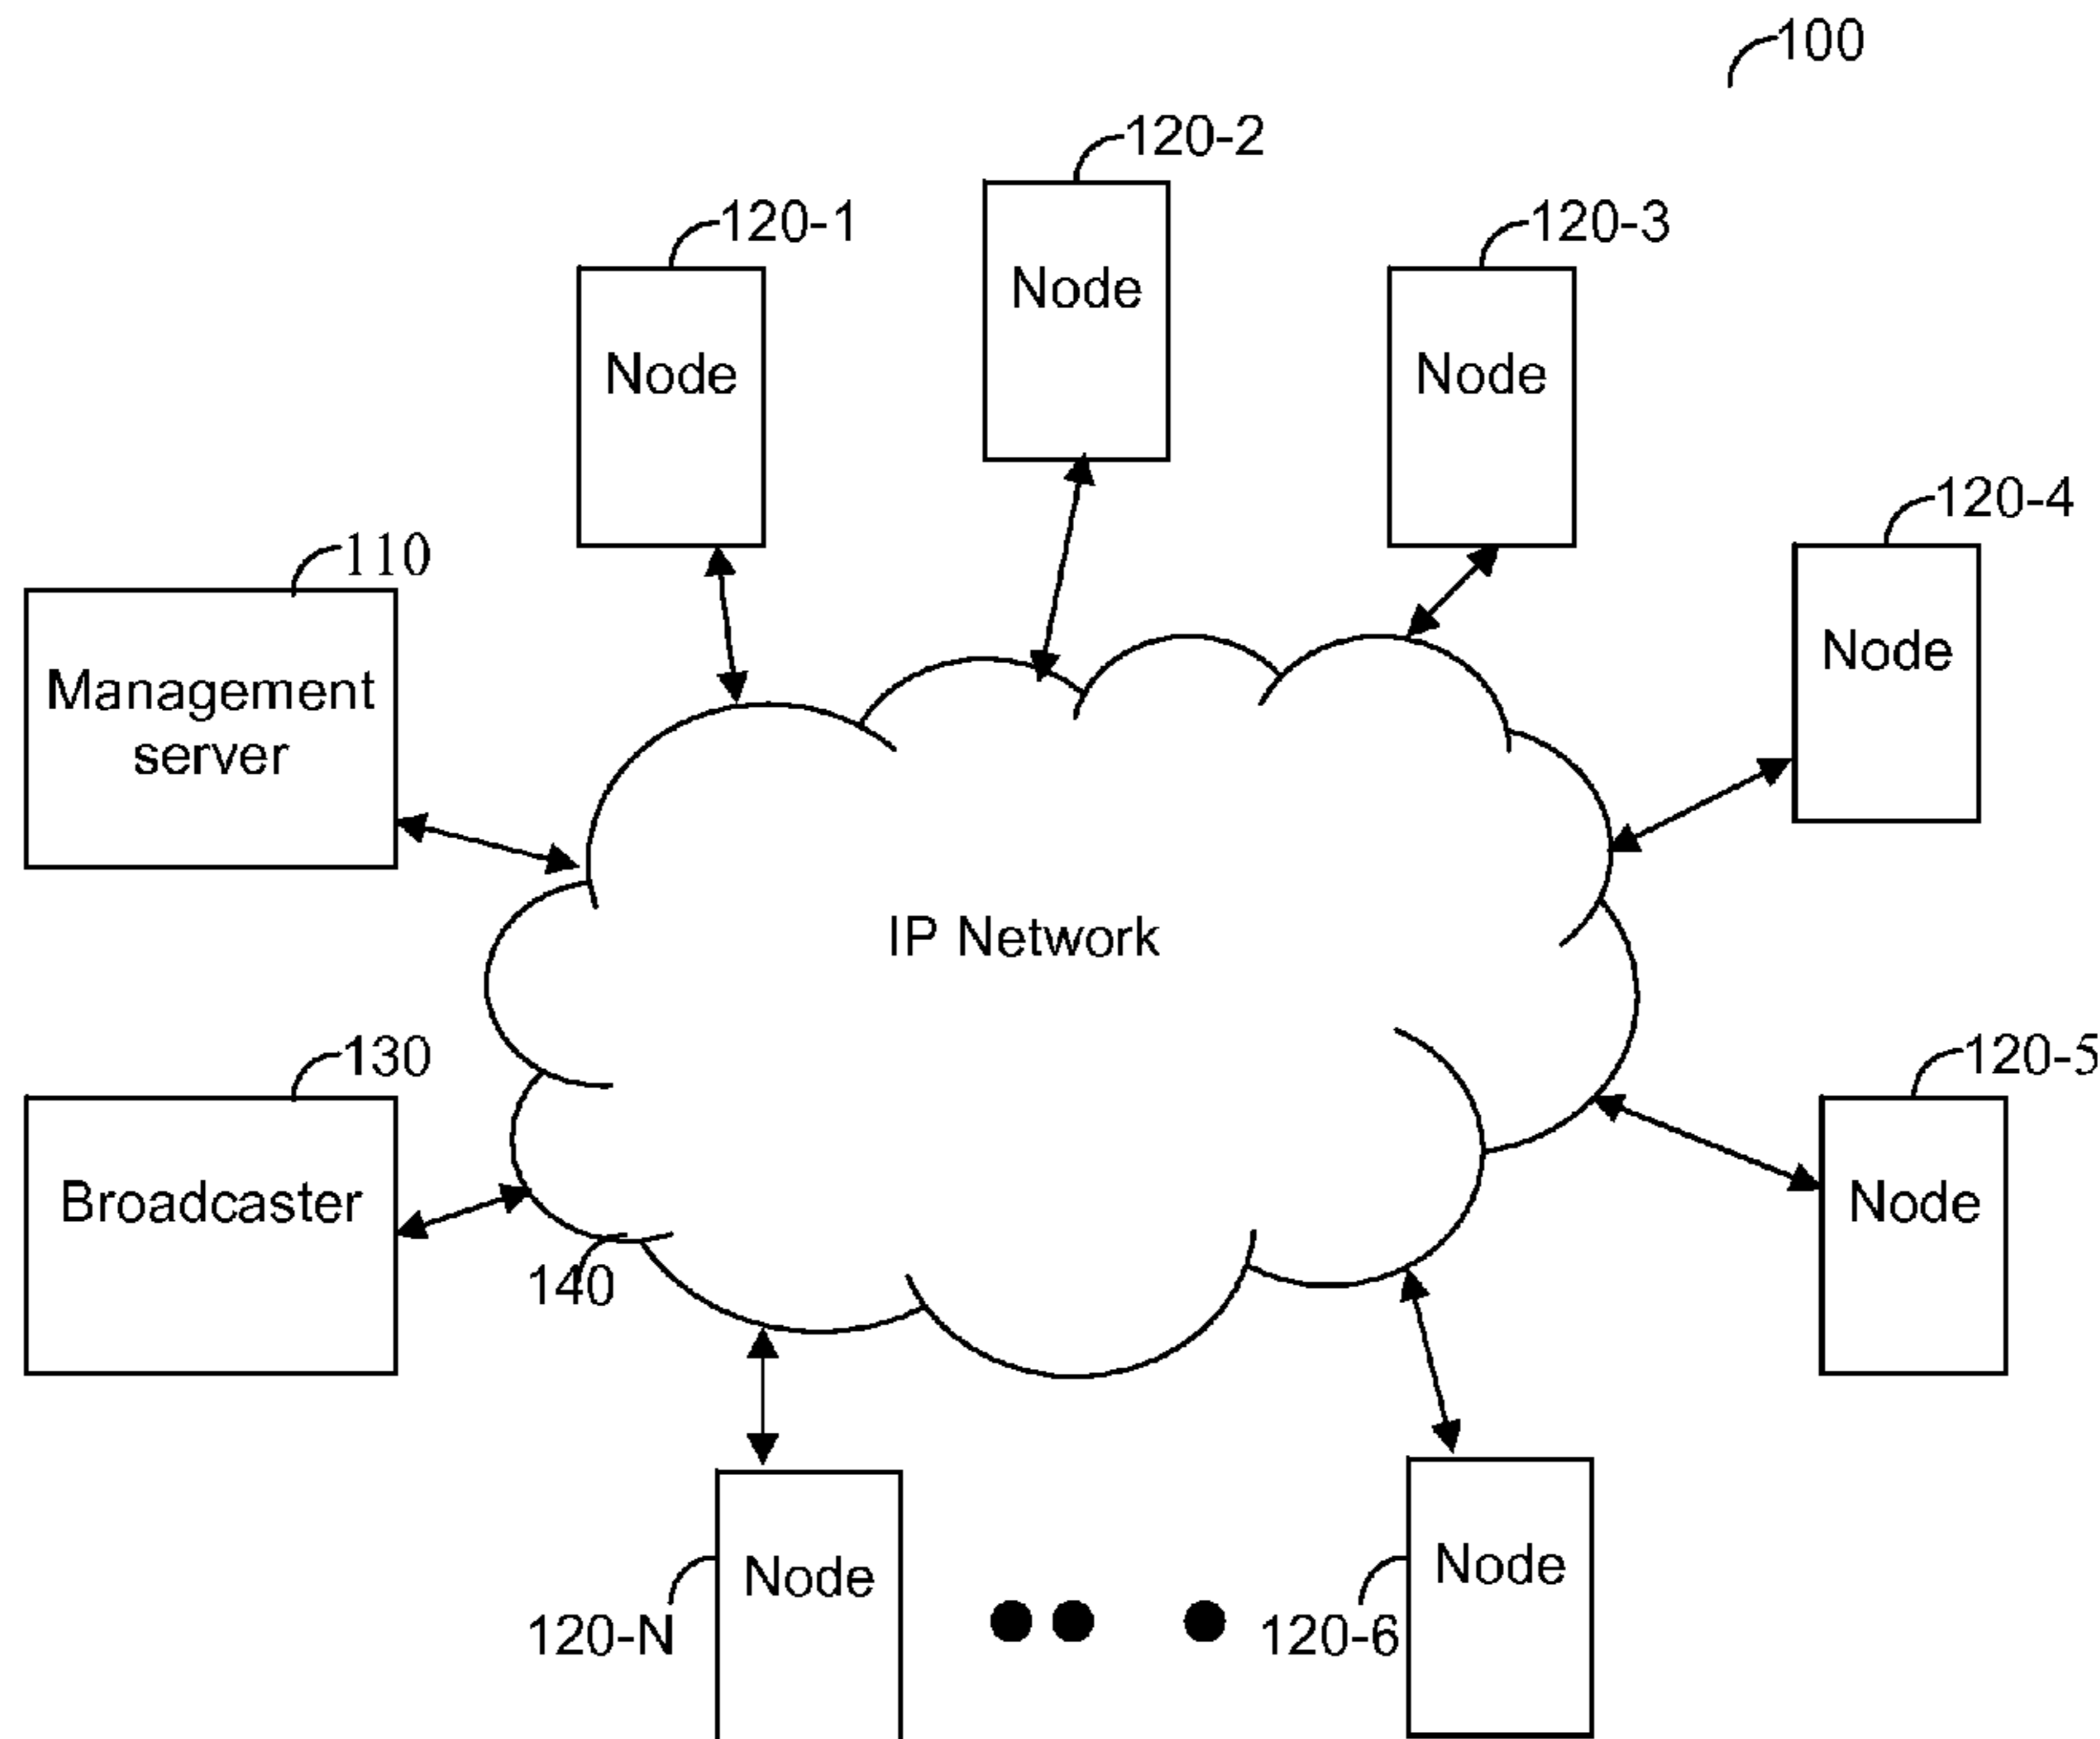 100
120-2
120-1
120-3
Node
Node
Node
120-4
110
Node
Management
server
IP Network
130
120-5
Broadcaster
Node
140
Node
Node
120-N
120-6